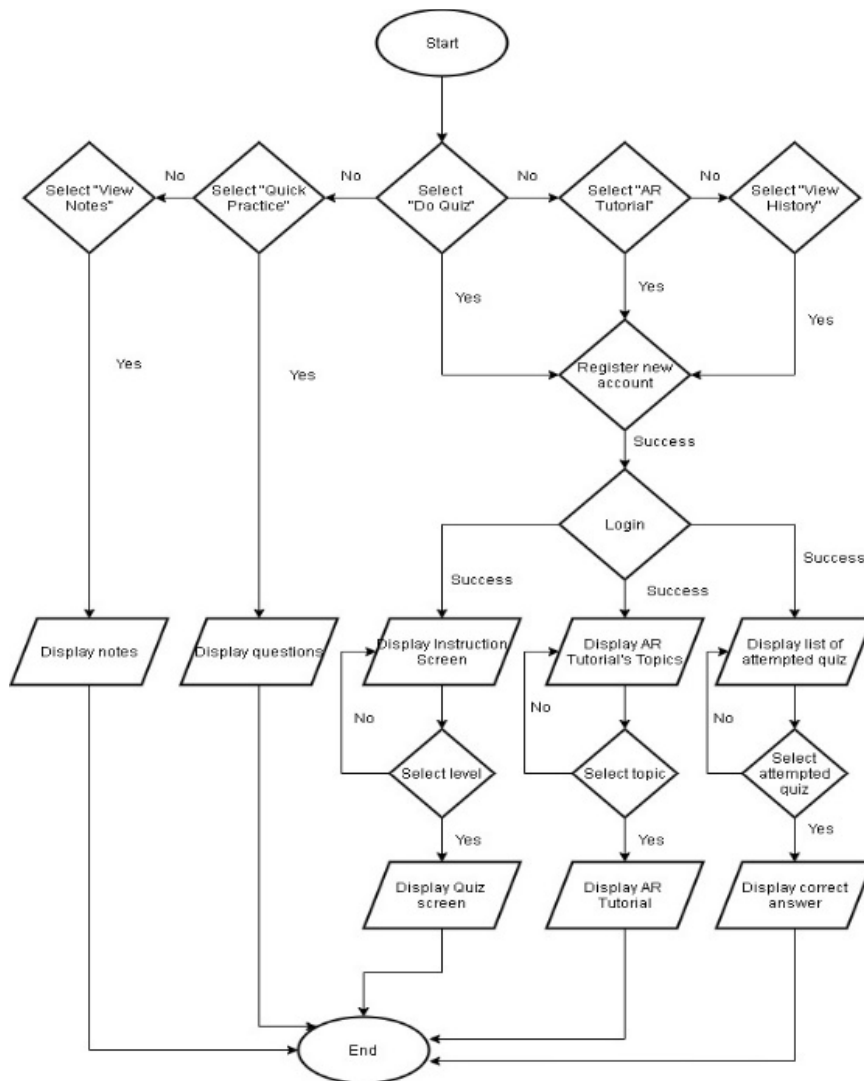 Start
Select "View
Notes"
No
Select "Quick
Practice"
No
Select
"Do Quiz"
No
Select "AR
Tutorial"
No
Select "View
History"
Yes
Yes
Yes
Yes
Yes
Register new
account
Success
Login
Success
Success
Success
Display notes
Display questions
Display Instruction
Screen
Display AR
Tutorial's Topics
Display list of
attempted quiz
No
No
No
Select level
Select topic
Select
attempted
quiz
Yes
Yes
Yes
Display Quiz
screen
Display AR
Tutorial
Display correct
answer
End